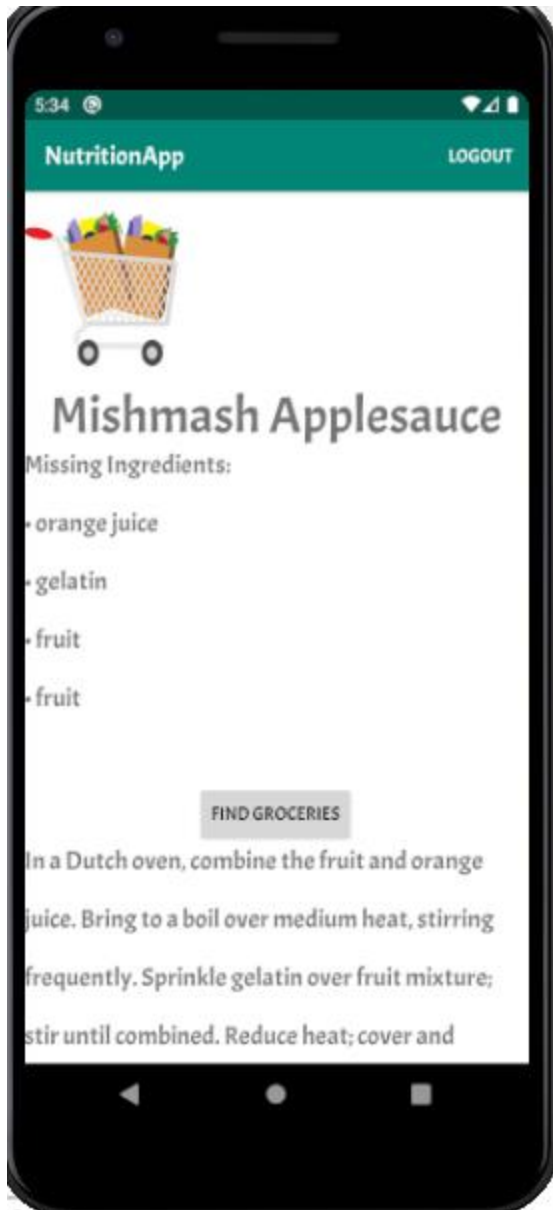 5:34
NutritionApp
LOGOUT
Mishmash Applesauce
Missing Ingredients:
• orange juice
• gelatin
• fruit
• fruit
FIND GROCERIES
In a Dutch oven, combine the fruit and orange
juice. Bring to a boil over medium heat, stirring
frequently. Sprinkle gelatin over fruit mixture;
stir until combined. Reduce heat; cover and